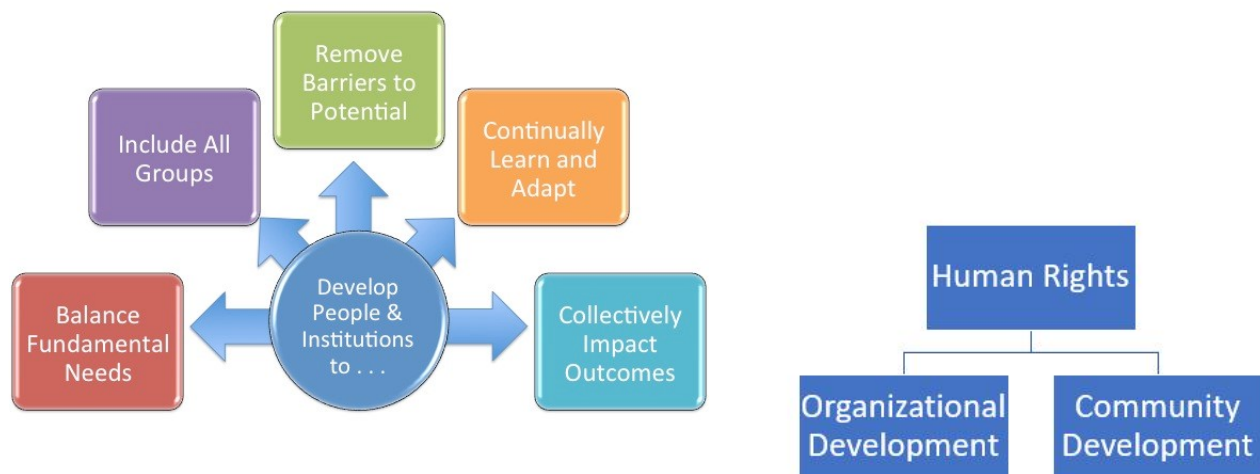 Remove
Barriers to
Potential
Include All
Groups
Continually
Learn and
Adapt
Balance
Fundamental
Needs
Develop
People &
Institutions
to . . .
Collectively
Impact
Outcomes
Human Rights
Organizational
Development
Community
Development